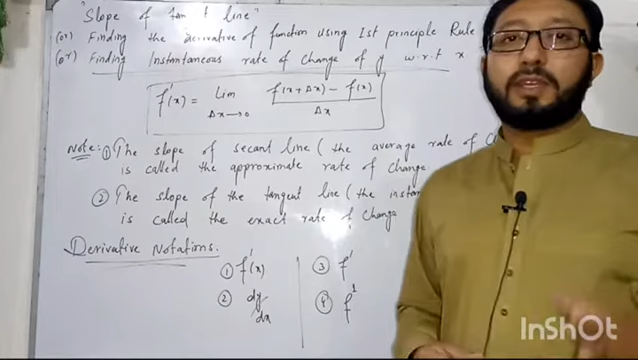 "Slope of tan t line"
(or) Finding the derivative of function using 1st principle Rule
(or) Finding Instantaneous rate of change of y w.r.t x
f'(x) = Lim Δx→0 f(x+Δx) - f(x) / Δx
Note: ① The slope of secant line ( the average rate of
is called the approximate rate of change.
② The slope of the tangent line ( the
is called the exact rate of change
Derivative Notations.
① f'(x)
② dy/dx
③ f'
④ f¹
InShOt